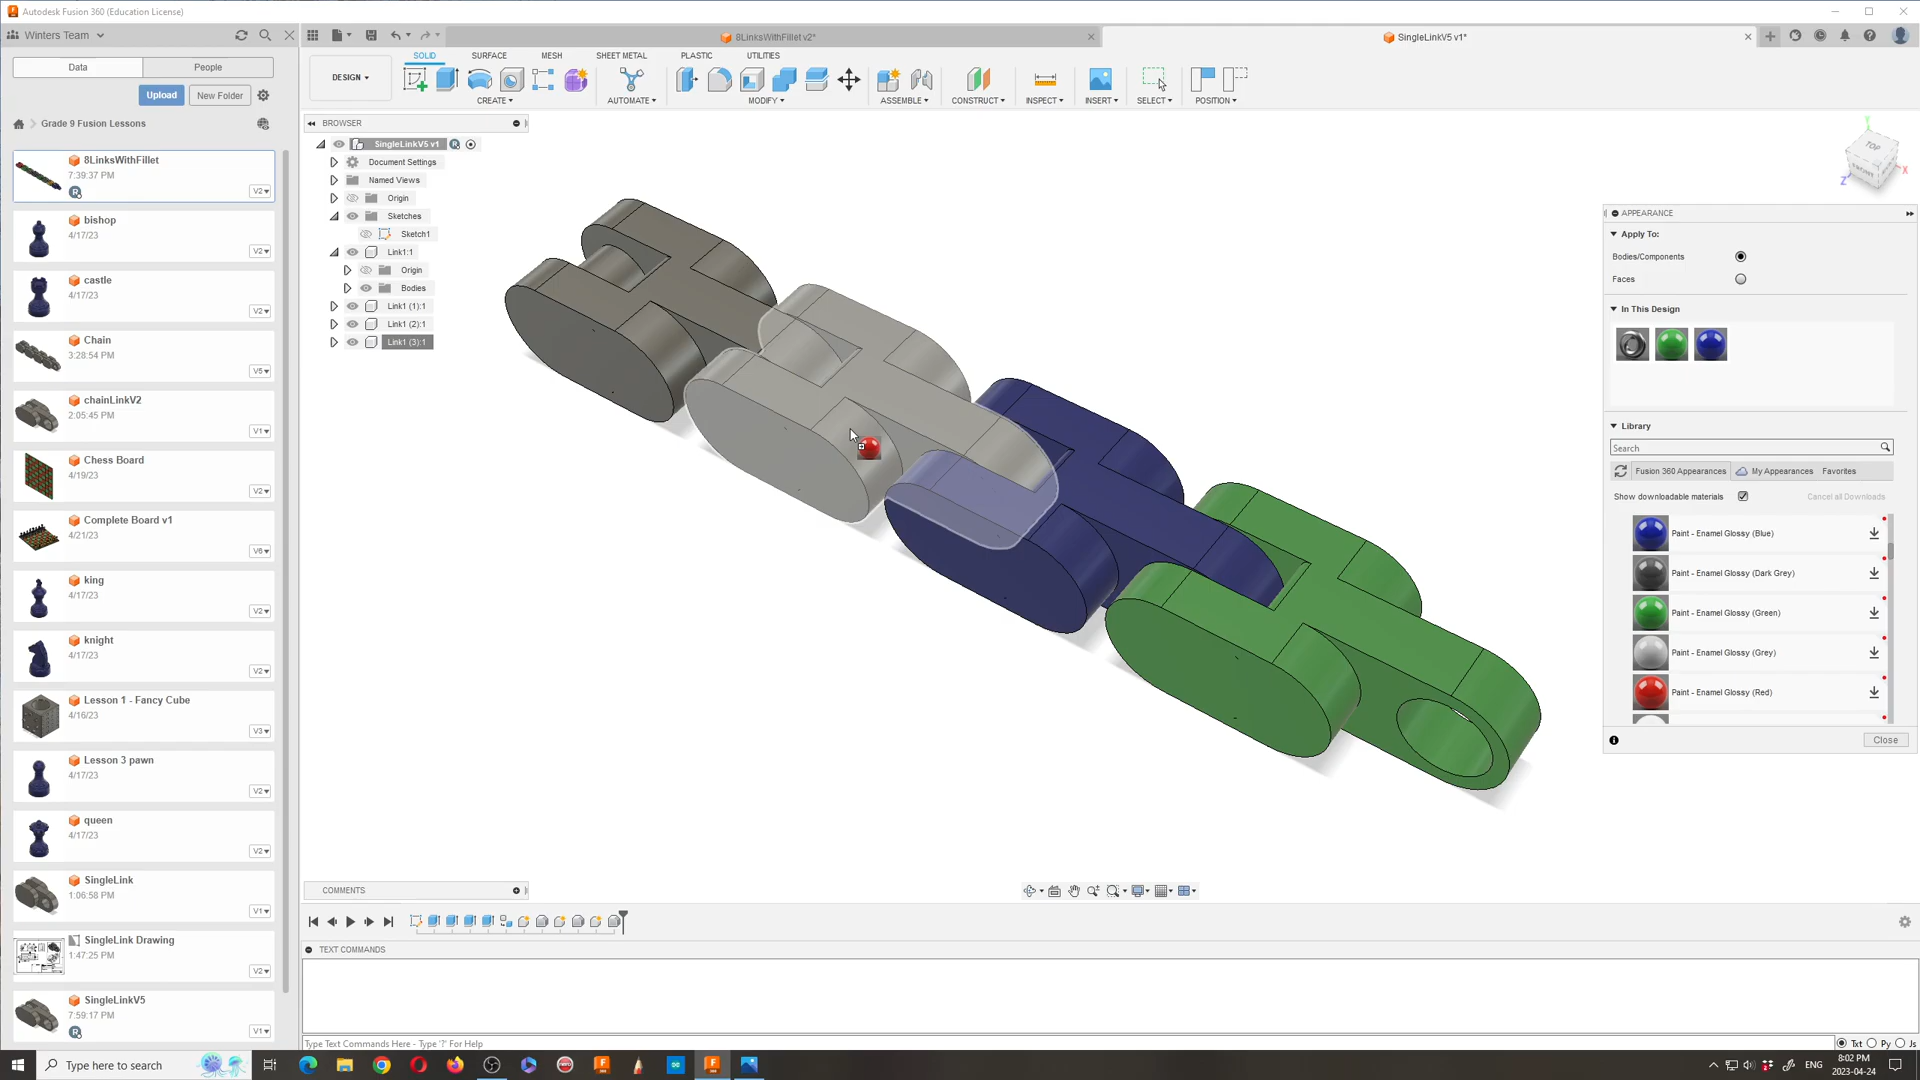 Autodesk Fusion 360 (Education License)
Winters Team
8LinksWithFillet v2*
SingleLinkV5 v1*
Data
People
Upload
New Folder
Grade 9 Fusion Lessons
8LinksWithFillet
7:39:37 PM
V2
bishop
4/17/23
V2
castle
4/17/23
V2
Chain
3:28:54 PM
V5
chainLinkV2
2:05:45 PM
V1
Chess Board
4/19/23
V2
Complete Board v1
4/21/23
V6
king
4/17/23
V2
knight
4/17/23
V2
Lesson 1 - Fancy Cube
4/16/23
V3
Lesson 3 pawn
4/17/23
V2
queen
4/17/23
V2
SingleLink
1:06:58 PM
V1
SingleLink Drawing
1:47:25 PM
V2
SingleLinkV5
7:59:17 PM
V1
SOLID
SURFACE
MESH
SHEET METAL
PLASTIC
UTILITIES
DESIGN
CREATE
AUTOMATE
MODIFY
ASSEMBLE
CONSTRUCT
INSPECT
INSERT
SELECT
POSITION
BROWSER
SingleLinkV5 v1
Document Settings
Named Views
Origin
Sketches
Sketch1
Link1:1
Origin
Bodies
Link1 (1):1
Link1 (2):1
Link1 (3):1
TOP
FRONT
X
Y
Z
APPEARANCE
Apply To:
Bodies/Components
Faces
In This Design
Library
Search
Fusion 360 Appearances
My Appearances
Favorites
Show downloadable materials
Cancel all Downloads
Paint - Enamel Glossy (Blue)
Paint - Enamel Glossy (Dark Grey)
Paint - Enamel Glossy (Green)
Paint - Enamel Glossy (Grey)
Paint - Enamel Glossy (Red)
Close
COMMENTS
TEXT COMMANDS
Type Text Commands Here - Type '?' For Help
Txt
Py
Js
Type here to search
ENG
8:02 PM
2023-04-24